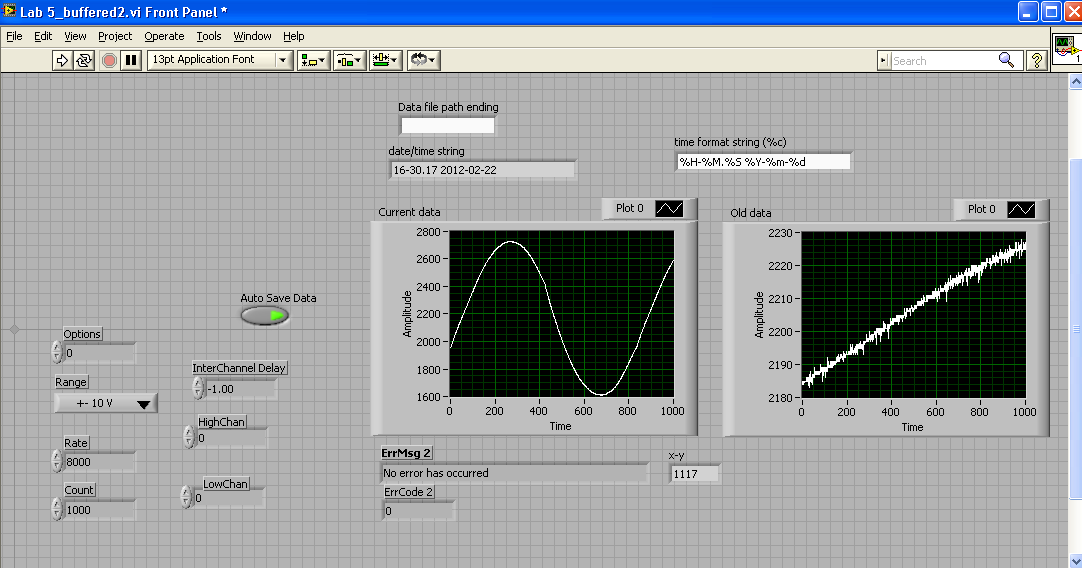 Lab 5_buffered2.vi Front Panel *
File Edit View Project Operate Tools Window Help
13pt Application Font
Search
?
1
Data file path ending
date/time string
16-30.17 2012-02-22
time format string (%c)
%H-%M.%S %Y-%m-%d
Current data
Plot 0
2800
2600
2400
2200
2000
1800
1600
Amplitude
0 200 400 600 800 1000
Time
Old data
Plot 0
2230
2220
2210
2200
2190
2180
Amplitude
0 200 400 600 800 1000
Time
Auto Save Data
Options
0
Range
+- 10 V
Rate
8000
Count
1000
InterChannel Delay
-1.00
HighChan
0
LowChan
0
ErrMsg 2
No error has occurred
ErrCode 2
0
x-y
1117